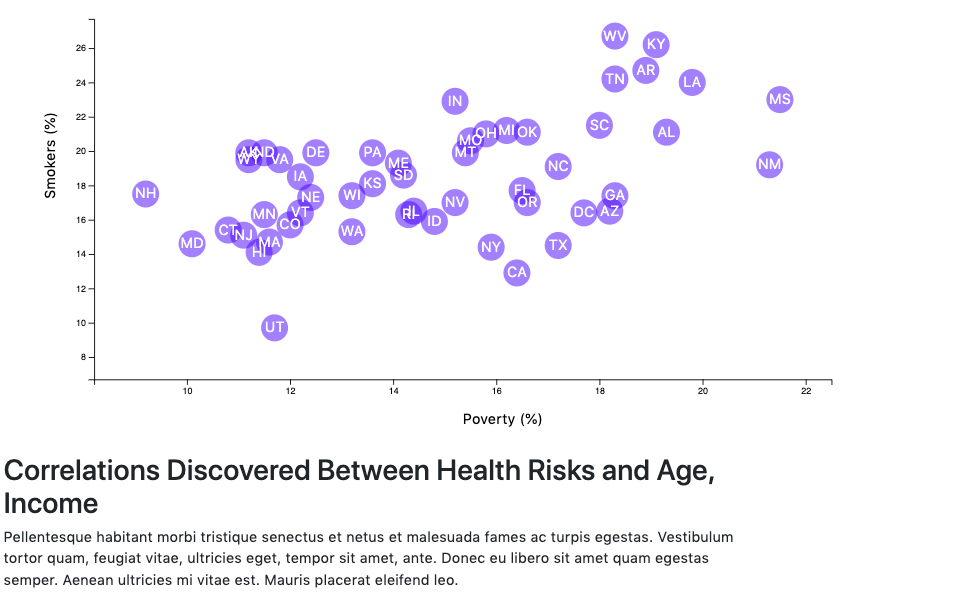 26
24
22
20
18
16
14
12
10
8
Smokers (%)
WV
KY
AR
TN
LA
MS
IN
SC
AL
OH
MI
OK
MO
MT
NC
NM
AK
ND
WY
VA
DE
PA
ME
SD
IA
KS
NH
NE
WI
NV
FL
OR
GA
AZ
DC
MN
VT
CO
RI
IL
ID
WA
CT
NJ
MA
HI
MD
NY
TX
CA
UT
10 12 14 16 18 20 22
Poverty (%)
Correlations Discovered Between Health Risks and Age,
Income
Pellentesque habitant morbi tristique senectus et netus et malesuada fames ac turpis egestas. Vestibulum
tortor quam, feugiat vitae, ultricies eget, tempor sit amet, ante. Donec eu libero sit amet quam egestas
semper. Aenean ultricies mi vitae est. Mauris placerat eleifend leo.